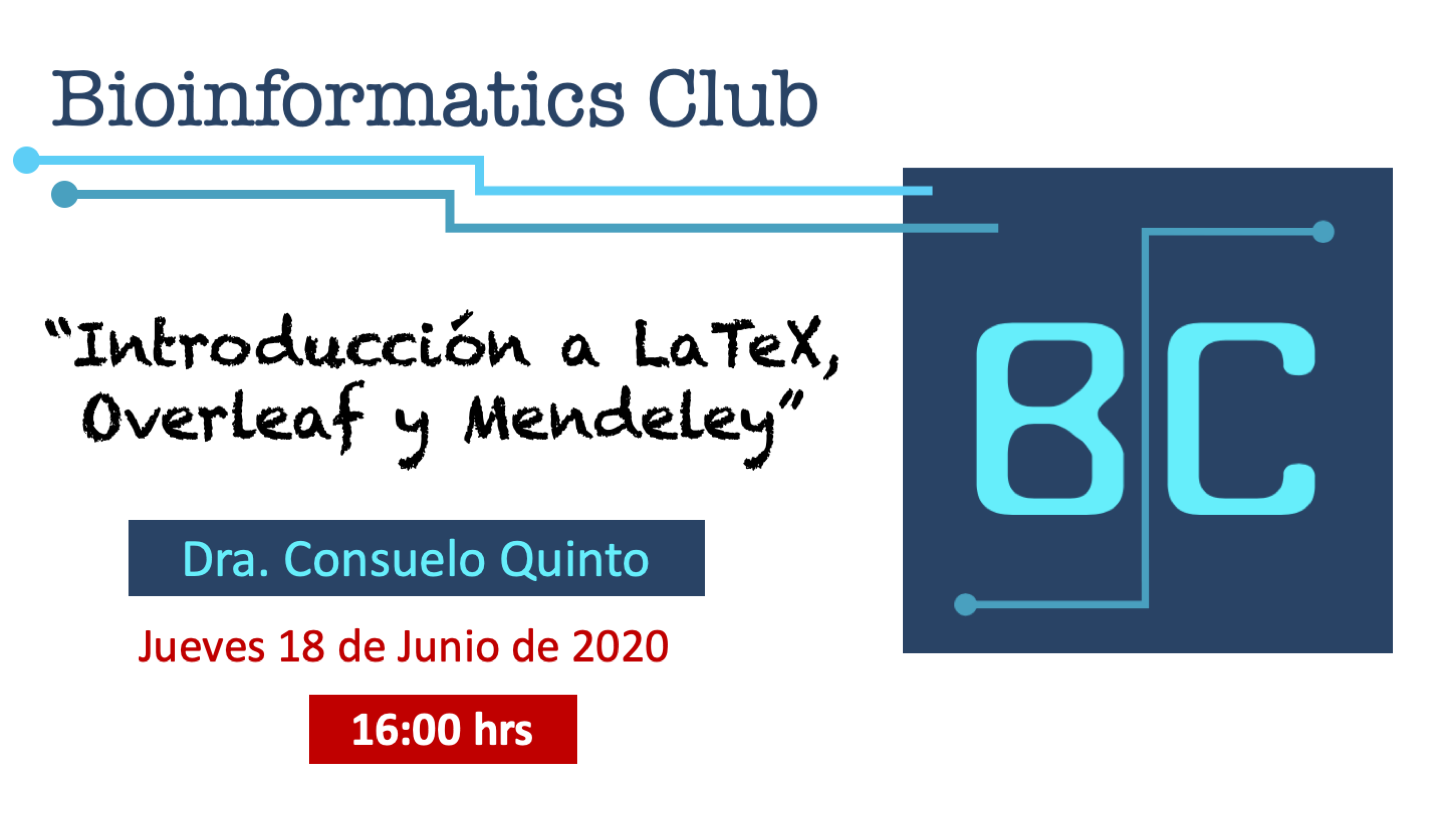 Bioinformatics Club
“Introducción a LaTeX,
Overleaf y Mendeley”
BC
Dra. Consuelo Quinto
Jueves 18 de Junio de 2020
16:00 hrs